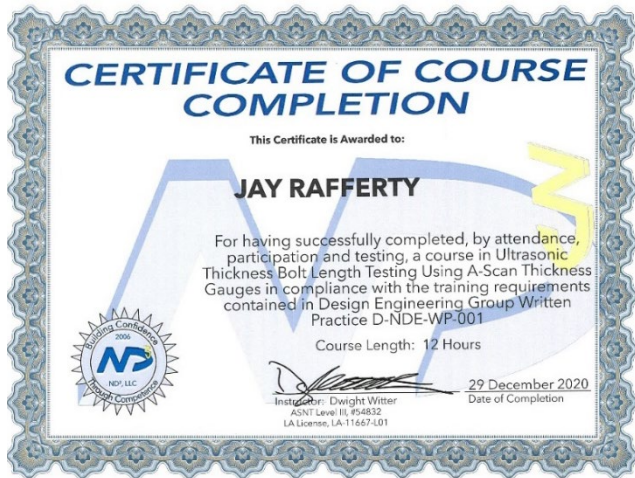 CERTIFICATE OF COURSE
COMPLETION
This Certificate is Awarded to:
JAY RAFFERTY
For having successfully completed, by attendance,
participation and testing, a course in Ultrasonic
Thickness Bolt Length Testing Using A-Scan Thickness
Gauges in compliance with the training requirements
contained in Design Engineering Group Written
Practice D-NDE-WP-001
Course Length: 12 Hours
Building Confidence
2006
ND³
ND³, LLC
Through Competence
29 December 2020
Instructor: Dwight Witter
Date of Completion
ASNT Level III, #54832
LA License, LA-11667-L01